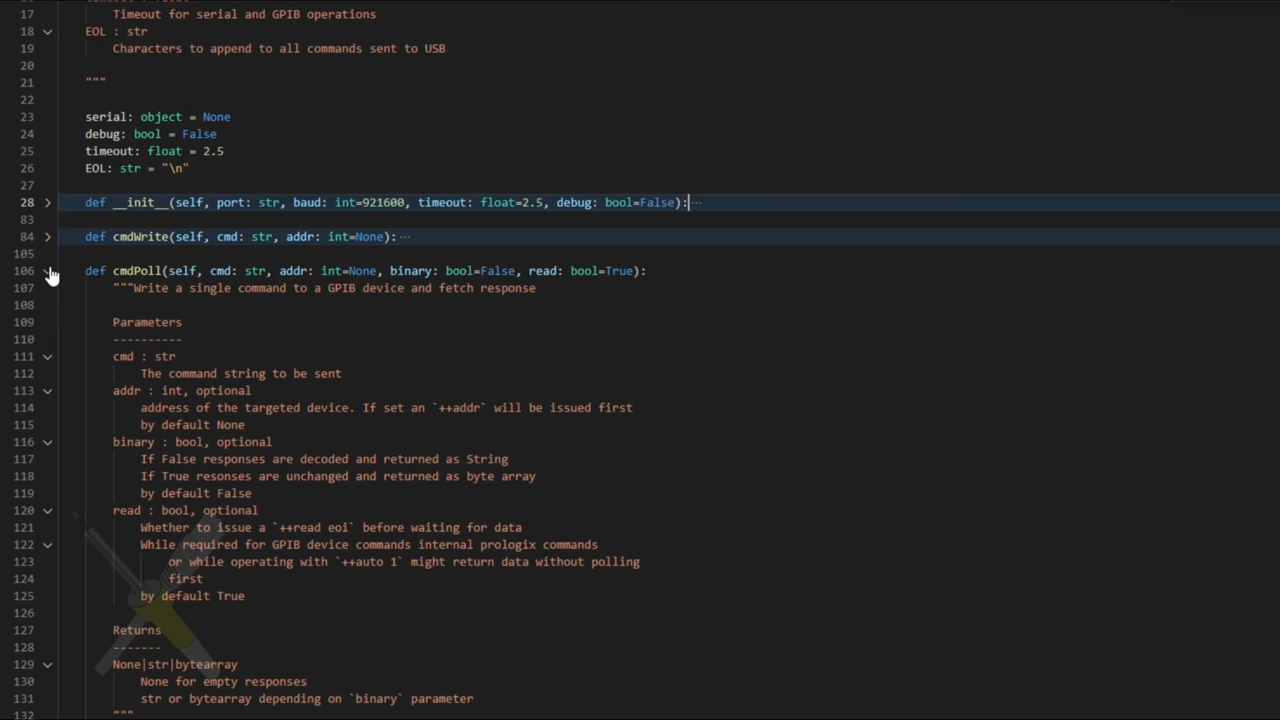 17 Timeout for serial and GPIB operations
18 EOL : str
19 Characters to append to all commands sent to USB
20
21 """
22
23 serial: object = None
24 debug: bool = False
25 timeout: float = 2.5
26 EOL: str = "\n"
27
28 def __init__(self, port: str, baud: int=921600, timeout: float=2.5, debug: bool=False):···
83
84 def cmdWrite(self, cmd: str, addr: int=None):···
105
106 def cmdPoll(self, cmd: str, addr: int=None, binary: bool=False, read: bool=True):
107 """Write a single command to a GPIB device and fetch response
108
109 Parameters
110 ----------
111 cmd : str
112 The command string to be sent
113 addr : int, optional
114 address of the targeted device. If set an `++addr` will be issued first
115 by default None
116 binary : bool, optional
117 If False responses are decoded and returned as String
118 If True resonses are unchanged and returned as byte array
119 by default False
120 read : bool, optional
121 Whether to issue a `++read eoi` before waiting for data
122 While required for GPIB device commands internal prologix commands
123 or while operating with `++auto 1` might return data without polling
124 first
125 by default True
126
127 Returns
128 -------
129 None|str|bytearray
130 None for empty responses
131 str or bytearray depending on `binary` parameter
132 """